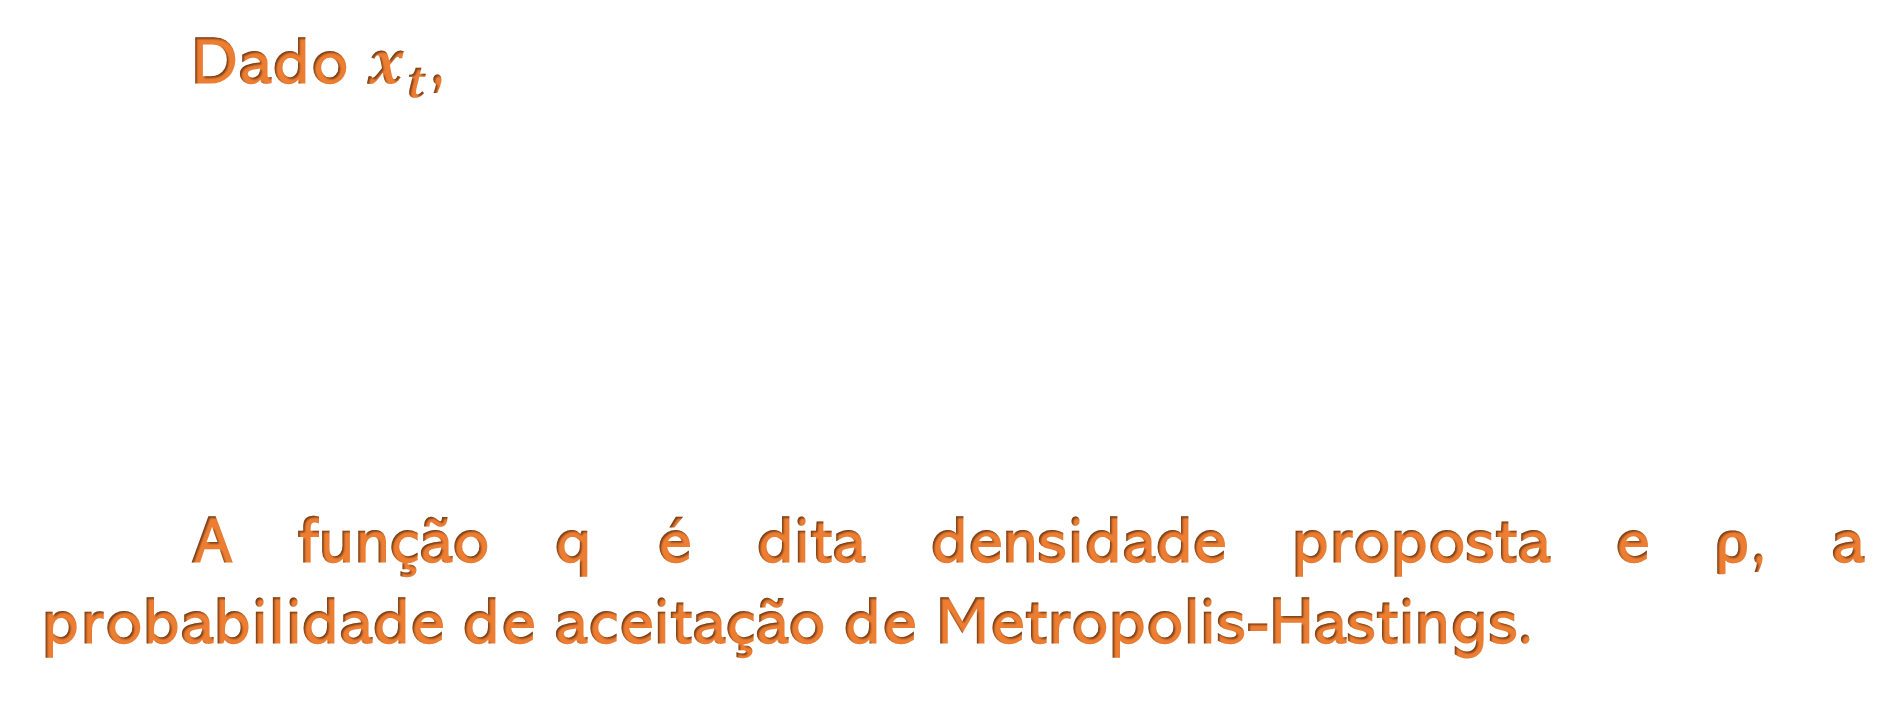 Dado xₜ,
A função q é dita densidade proposta e ρ, a
probabilidade de aceitação de Metropolis-Hastings.